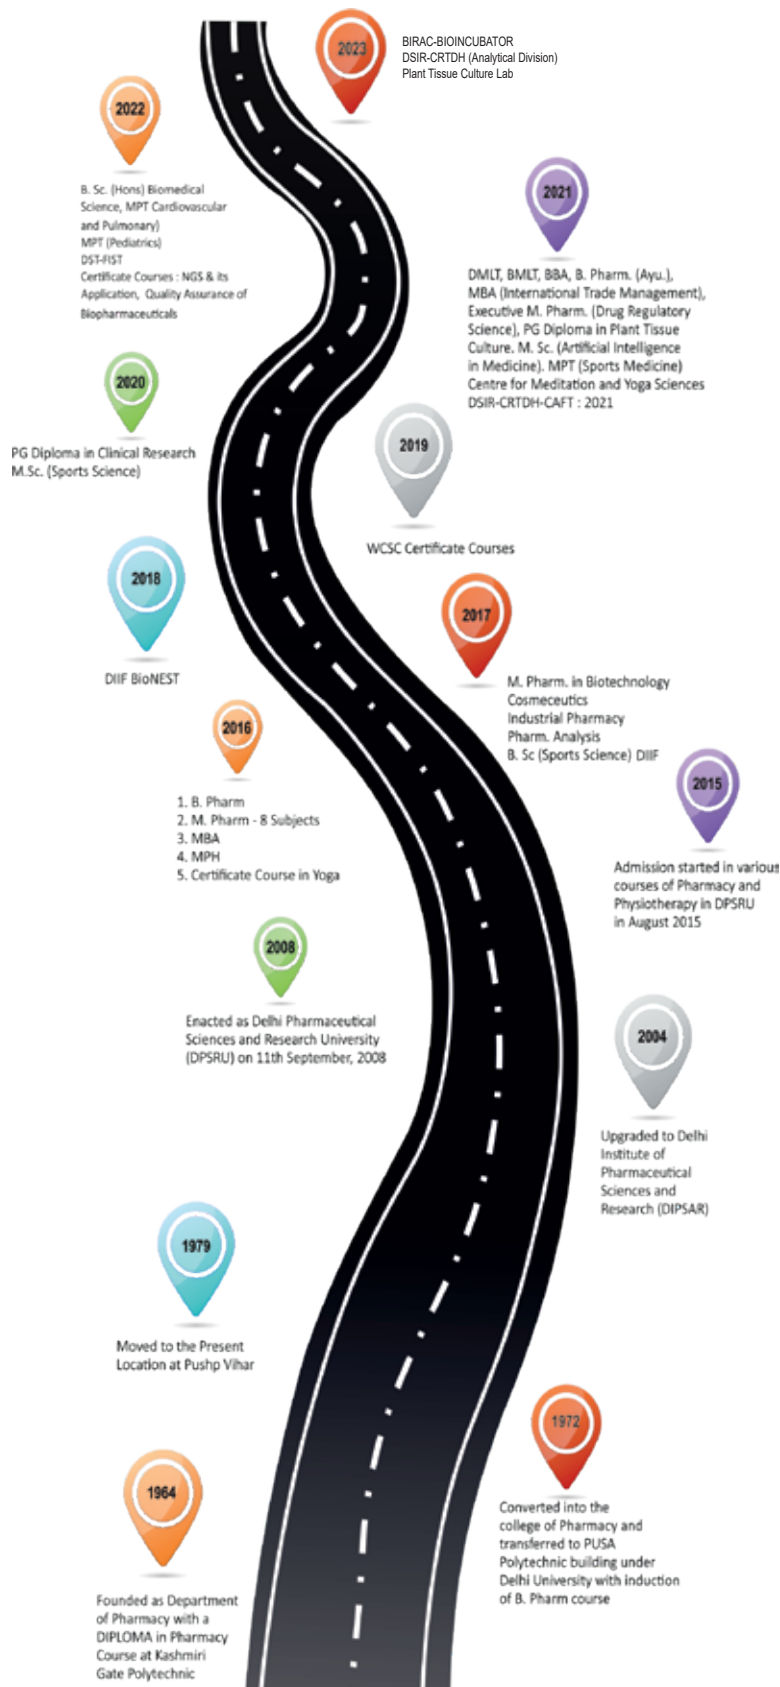 2023
BIRAC-BIOINCUBATOR
DSIR-CRTDH (Analytical Division)
Plant Tissue Culture Lab
2022
B. Sc. (Hons) Biomedical
Science, MPT Cardiovascular
and Pulmonary)
MPT (Pediatrics)
DST-FIST
Certificate Courses : NGS & its
Application, Quality Assurance of
Biopharmaceuticals
2021
DMLT, BMLT, BBA, B. Pharm. (Ayu.),
MBA (International Trade Management),
Executive M. Pharm. (Drug Regulatory
Science), PG Diploma in Plant Tissue
Culture. M. Sc. (Artificial Intelligence
in Medicine). MPT (Sports Medicine)
Centre for Meditation and Yoga Sciences
DSIR-CRTDH-CAFT : 2021
2020
PG Diploma in Clinical Research
M.Sc. (Sports Science)
2019
WCSC Certificate Courses
2018
DIIF BioNEST
2017
M. Pharm. in Biotechnology
Cosmeceutics
Industrial Pharmacy
Pharm. Analysis
B. Sc (Sports Science) DIIF
2016
1. B. Pharm
2. M. Pharm - 8 Subjects
3. MBA
4. MPH
5. Certificate Course in Yoga
2015
Admission started in various
courses of Pharmacy and
Physiotherapy in DPSRU
in August 2015
2008
Enacted as Delhi Pharmaceutical
Sciences and Research University
(DPSRU) on 11th September, 2008
2004
Upgraded to Delhi
Institute of
Pharmaceutical
Sciences and
Research (DIPSAR)
1979
Moved to the Present
Location at Pushp Vihar
1972
Converted into the
college of Pharmacy and
transferred to PUSA
Polytechnic building under
Delhi University with induction
of B. Pharm course
1964
Founded as Department
of Pharmacy with a
DIPLOMA in Pharmacy
Course at Kashmiri
Gate Polytechnic